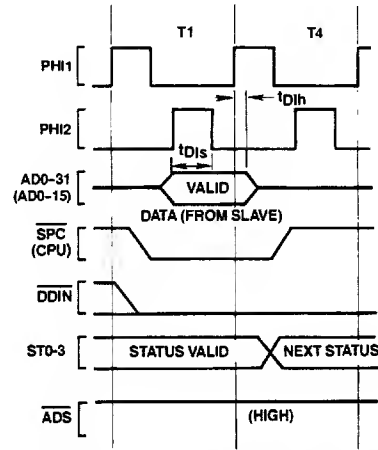 T1 T4
PHI1
tDIh
PHI2
tDIs
AD0-31
(AD0-15)
VALID
DATA (FROM SLAVE)
SPC
(CPU)
DDIN
ST0-3 STATUS VALID NEXT STATUS
ADS (HIGH)